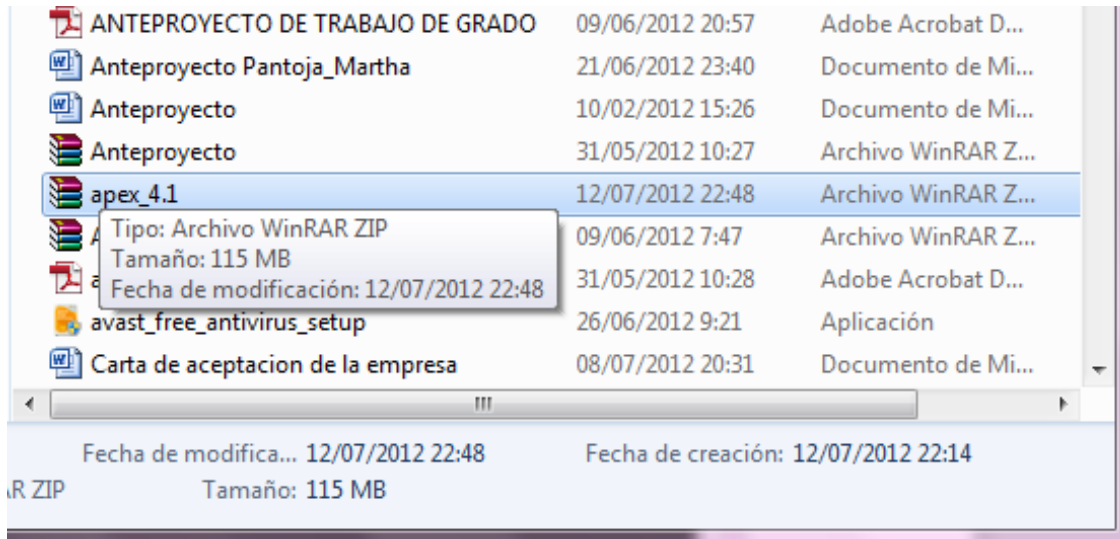 ANTEPROYECTO DE TRABAJO DE GRADO 09/06/2012 20:57 Adobe Acrobat D...
Anteproyecto Pantoja_Martha 21/06/2012 23:40 Documento de Mi...
Anteproyecto 10/02/2012 15:26 Documento de Mi...
Anteproyecto 31/05/2012 10:27 Archivo WinRAR Z...
apex_4.1 12/07/2012 22:48 Archivo WinRAR Z...
09/06/2012 7:47 Archivo WinRAR Z...
31/05/2012 10:28 Adobe Acrobat D...
Tipo: Archivo WinRAR ZIP
Tamaño: 115 MB
Fecha de modificación: 12/07/2012 22:48
avast_free_antivirus_setup 26/06/2012 9:21 Aplicación
Carta de aceptacion de la empresa 08/07/2012 20:31 Documento de Mi...
Fecha de modifica... 12/07/2012 22:48 Fecha de creación: 12/07/2012 22:14
R ZIP Tamaño: 115 MB